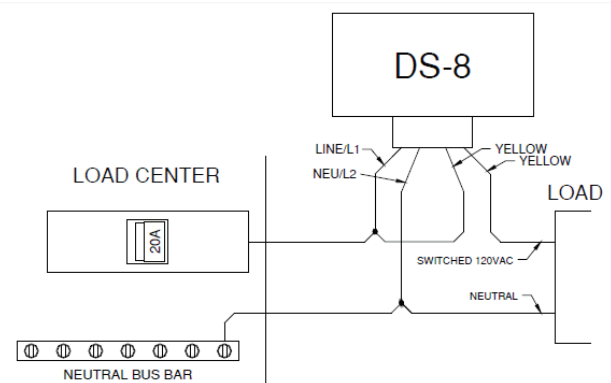 DS-8
LINE/L1
YELLOW
NEU/L2
YELLOW
LOAD CENTER
LOAD
20A
SWITCHED 120VAC
NEUTRAL
NEUTRAL BUS BAR